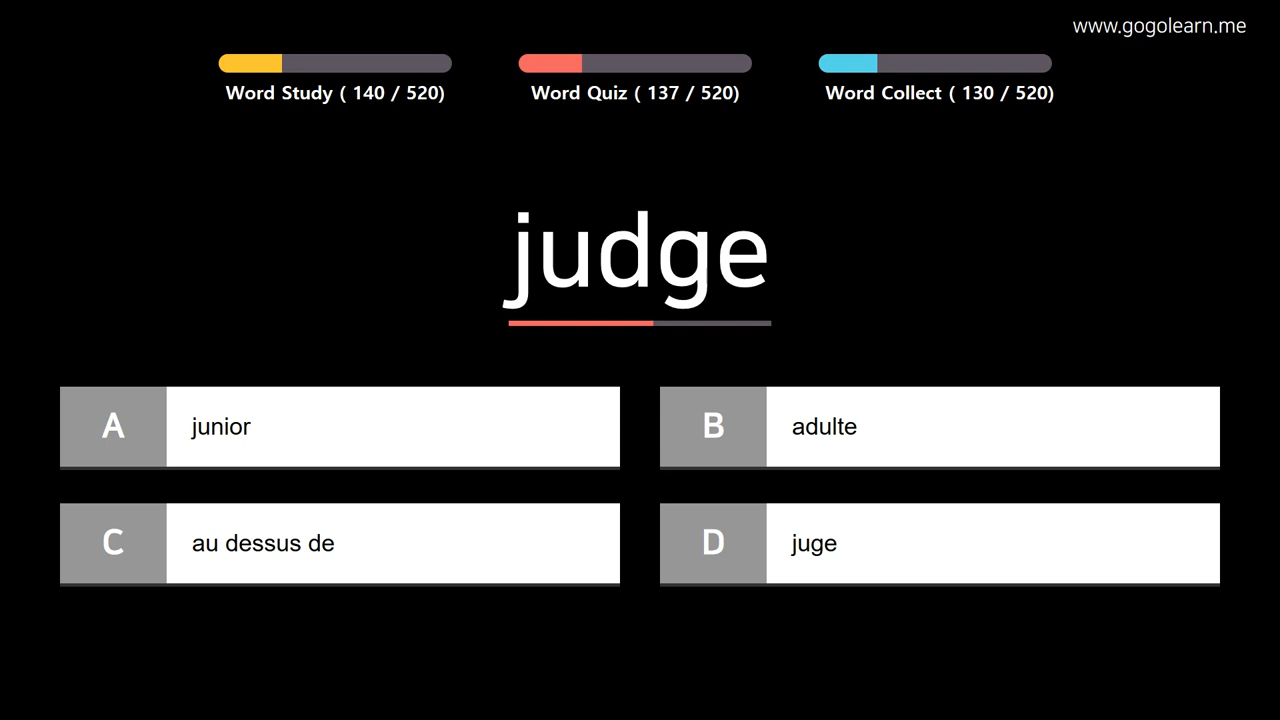 www.gogolearn.me
Word Study ( 140 / 520)
Word Quiz ( 137 / 520)
Word Collect ( 130 / 520)
judge
A junior
B adulte
C au dessus de
D juge